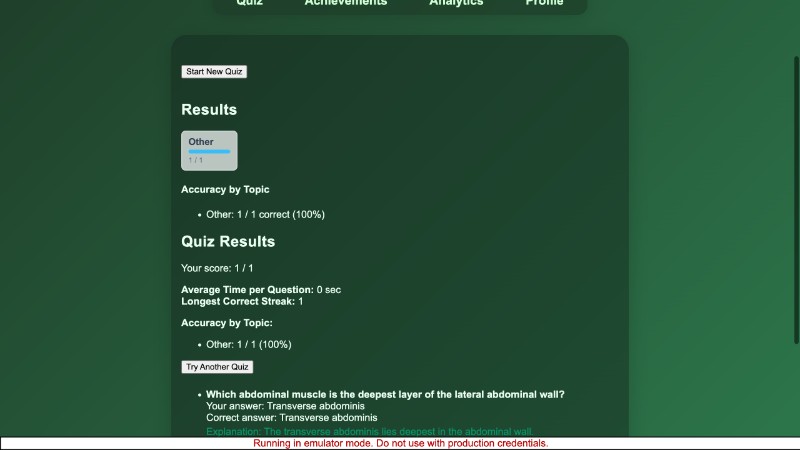 Quiz Achievements Analytics Profile
Start New Quiz
Results
Other
1 / 1
Accuracy by Topic
• Other: 1 / 1 correct (100%)
Quiz Results
Your score: 1 / 1
Average Time per Question: 0 sec
Longest Correct Streak: 1
Accuracy by Topic:
• Other: 1 / 1 (100%)
Try Another Quiz
• Which abdominal muscle is the deepest layer of the lateral abdominal wall?
Your answer: Transverse abdominis
Correct answer: Transverse abdominis
Explanation: The transverse abdominis lies deepest in the abdominal wall.
Running in emulator mode. Do not use with production credentials.